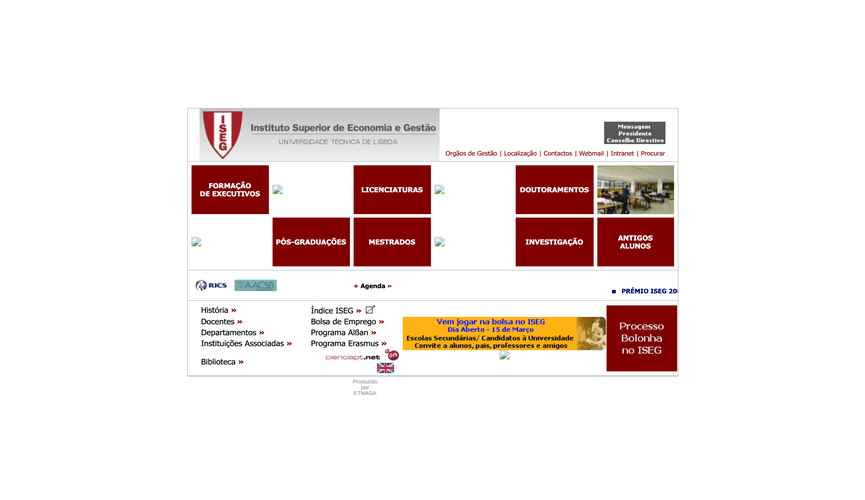 ISEG
Instituto Superior de Economia e Gestão
UNIVERSIDADE TÉCNICA DE LISBOA
Mensagem
Presidente
Conselho Directivo
Orgãos de Gestão | Localização | Contactos | Webmail | Intranet | Procurar
FORMAÇÃO
DE EXECUTIVOS
LICENCIATURAS
DOUTORAMENTOS
PÓS-GRADUAÇÕES
MESTRADOS
INVESTIGAÇÃO
ANTIGOS
ALUNOS
RICS
AACSB
Agenda »
PRÉMIO ISEG 20
História »
Docentes »
Departamentos »
Instituições Associadas »
Biblioteca »
Índice ISEG »
Bolsa de Emprego »
Programa Alßan »
Programa Erasmus »
cienciapt.net
Vem jogar na bolsa no ISEG
Dia Aberto - 15 de Março
Escolas Secundárias/ Candidatos à Universidade
Convite a alunos, pais, professores e amigos
Processo
Bolonha
no ISEG
Produzido
por
ETNAGA